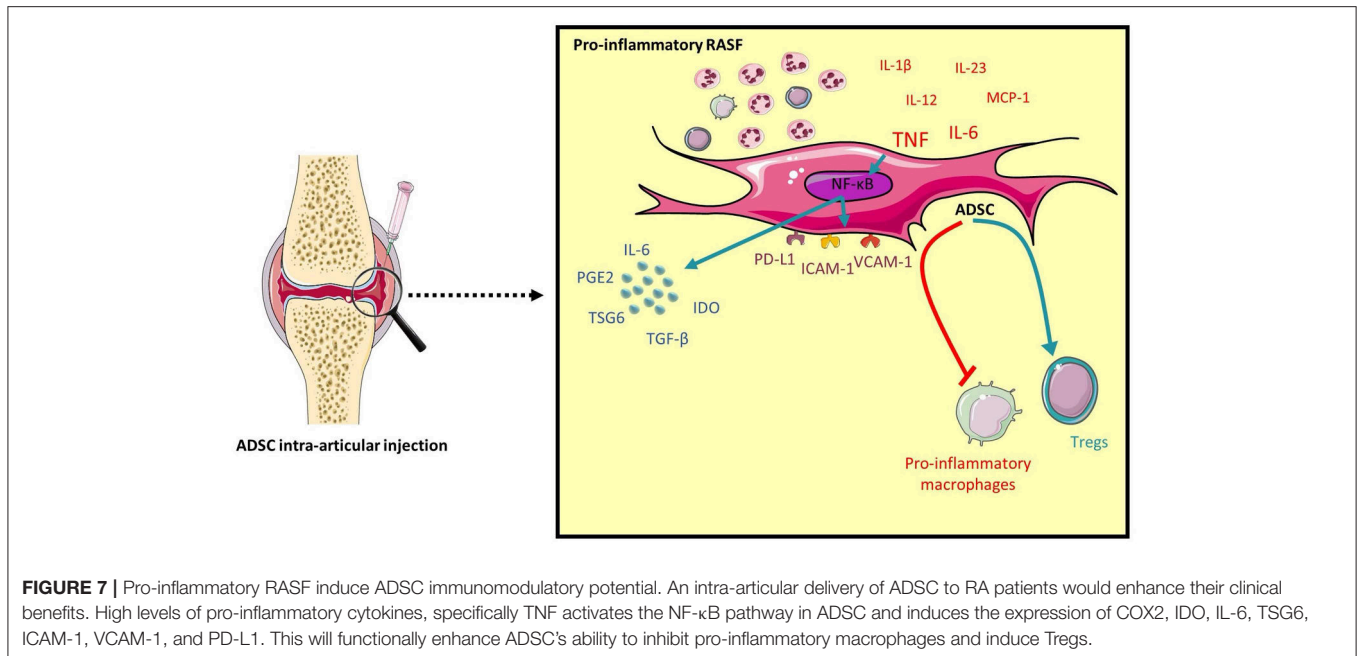 Pro-inflammatory RASF
IL-1β
IL-23
IL-12
MCP-1
TNF
IL-6
NF-κB
ADSC
PD-L1
ICAM-1
VCAM-1
IL-6
PGE2
IDO
TSG6
TGF-β
Tregs
Pro-inflammatory
macrophages
ADSC intra-articular injection
FIGURE 7 | Pro-inflammatory RASF induce ADSC immunomodulatory potential. An intra-articular delivery of ADSC to RA patients would enhance their clinical
benefits. High levels of pro-inflammatory cytokines, specifically TNF activates the NF-κB pathway in ADSC and induces the expression of COX2, IDO, IL-6, TSG6,
ICAM-1, VCAM-1, and PD-L1. This will functionally enhance ADSC's ability to inhibit pro-inflammatory macrophages and induce Tregs.